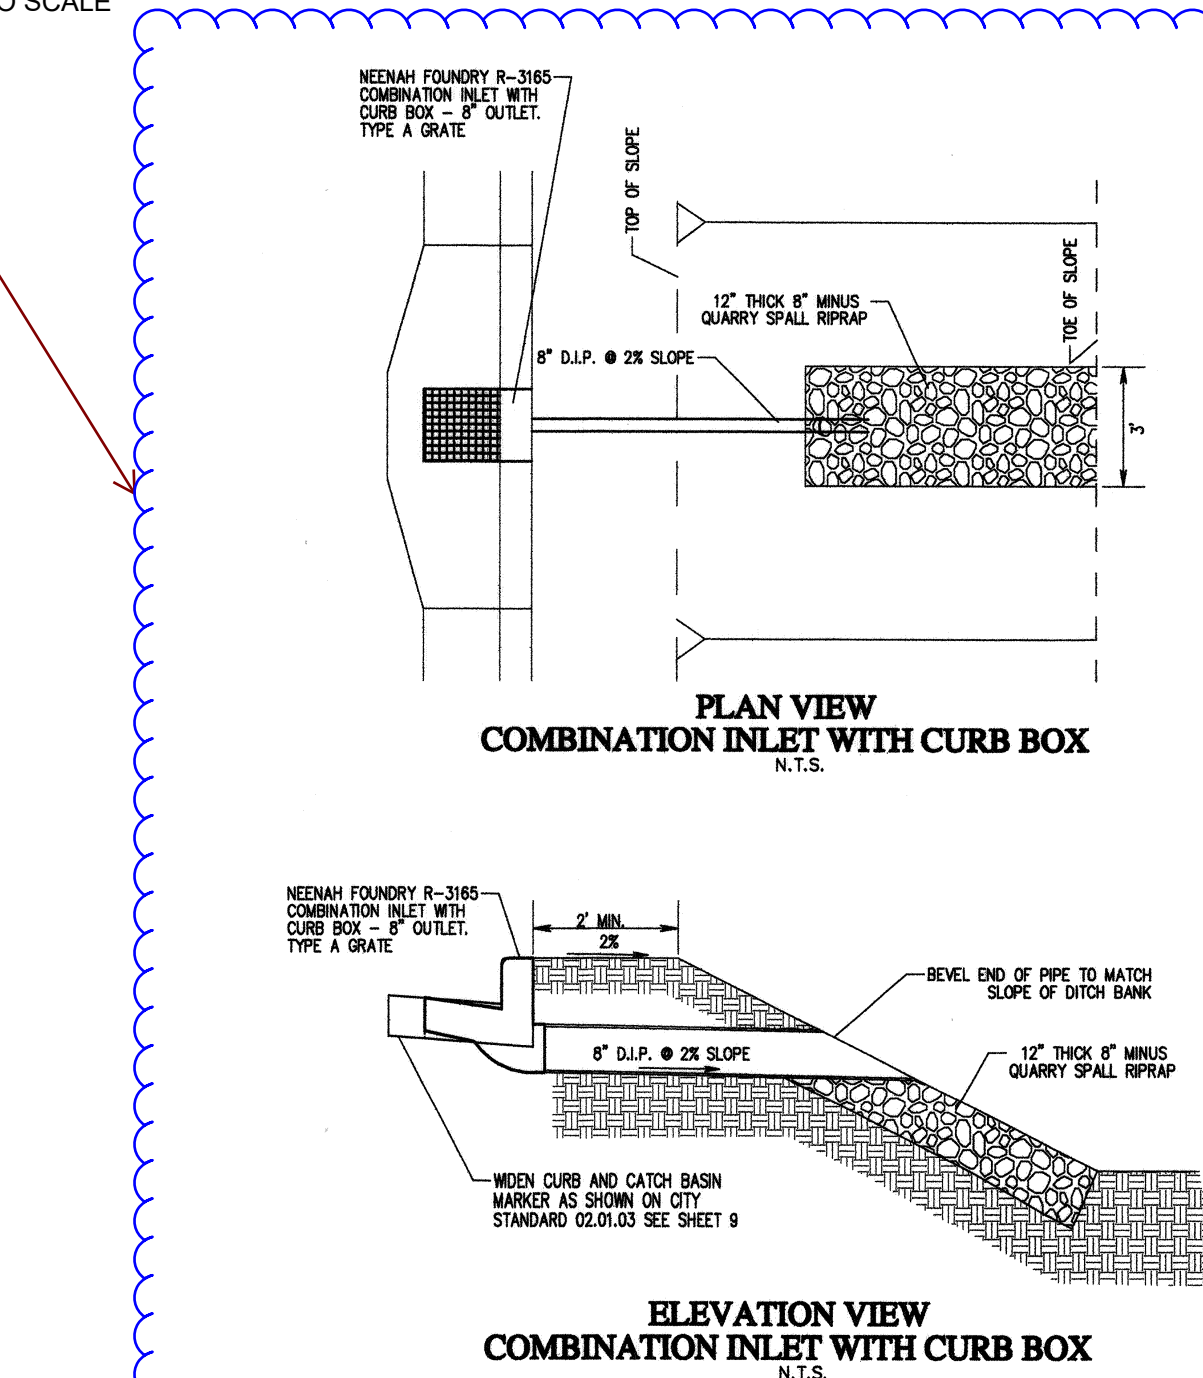 O SCALE
NEENAH FOUNDRY R-3165
COMBINATION INLET WITH
CURB BOX - 8" OUTLET.
TYPE A GRATE
TOP OF SLOPE
12" THICK 8" MINUS
QUARRY SPALL RIPRAP
TOE OF SLOPE
8" D.I.P. @ 2% SLOPE
3'
PLAN VIEW
COMBINATION INLET WITH CURB BOX
N.T.S.
NEENAH FOUNDRY R-3165
COMBINATION INLET WITH
CURB BOX - 8" OUTLET.
TYPE A GRATE
2' MIN.
2%
BEVEL END OF PIPE TO MATCH
SLOPE OF DITCH BANK
8" D.I.P. @ 2% SLOPE
12" THICK 8" MINUS
QUARRY SPALL RIPRAP
WIDEN CURB AND CATCH BASIN
MARKER AS SHOWN ON CITY
STANDARD 02.01.03 SEE SHEET 9
ELEVATION VIEW
COMBINATION INLET WITH CURB BOX
N.T.S.